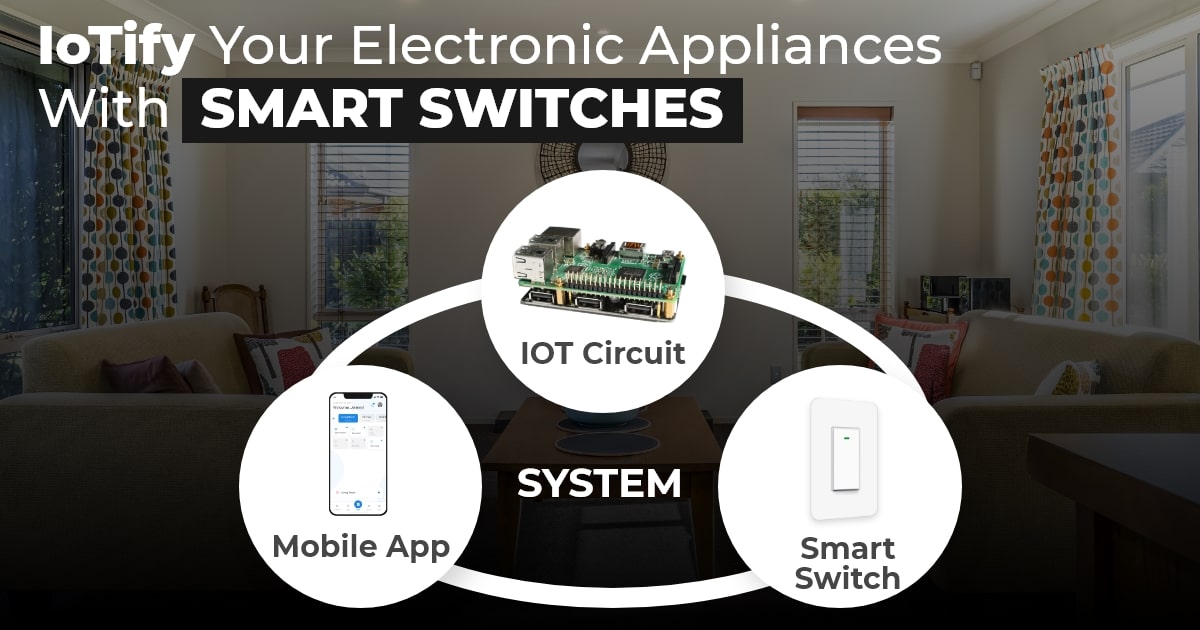 IoTify Your Electronic Appliances
With SMART SWITCHES
IOT Circuit
SYSTEM
Mobile App
Smart
Switch